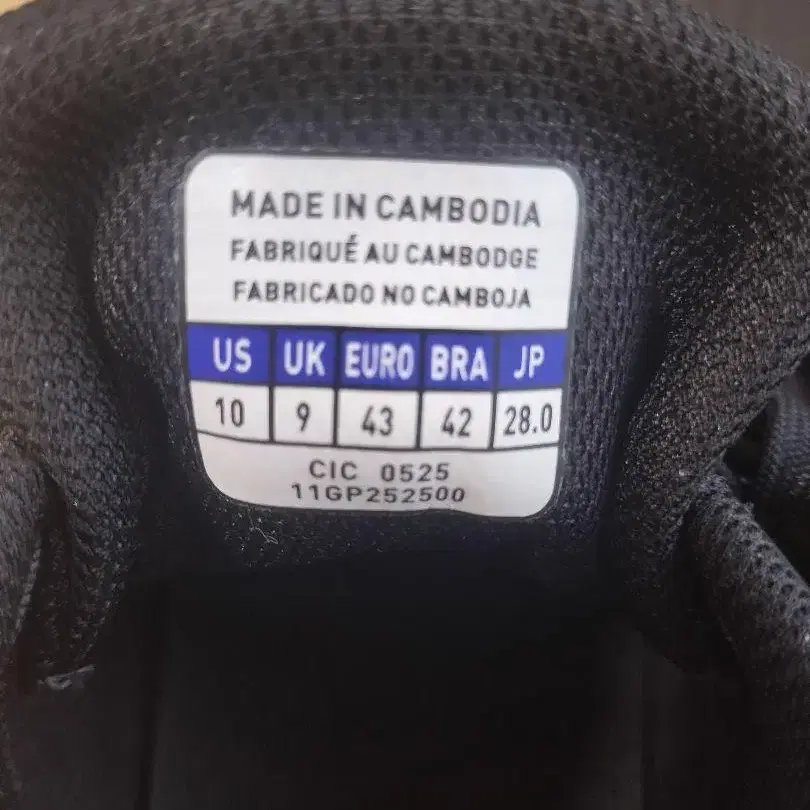 MADE IN CAMBODIA
FABRIQUÉ AU CAMBODGE
FABRICADO NO CAMBOJA
US UK EURO BRA JP
10 9 43 42 28.0
CIC 0525
11GP252500